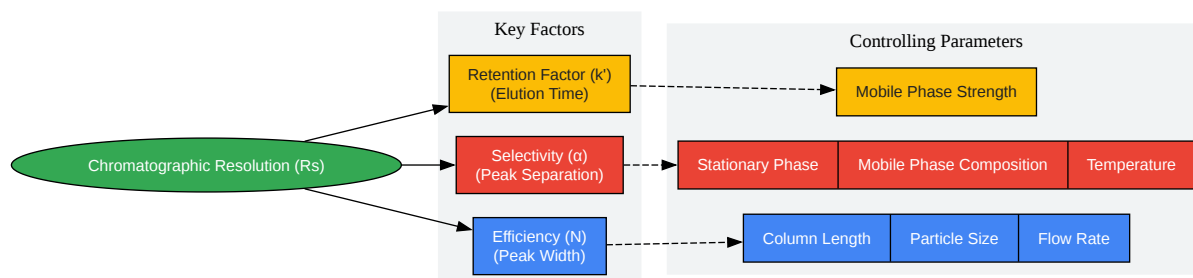 Key Factors
Controlling Parameters
Retention Factor (k')
(Elution Time)
Mobile Phase Strength
Chromatographic Resolution (Rs)
Selectivity (α)
(Peak Separation)
Stationary Phase
Mobile Phase Composition
Temperature
Efficiency (N)
(Peak Width)
Column Length
Particle Size
Flow Rate